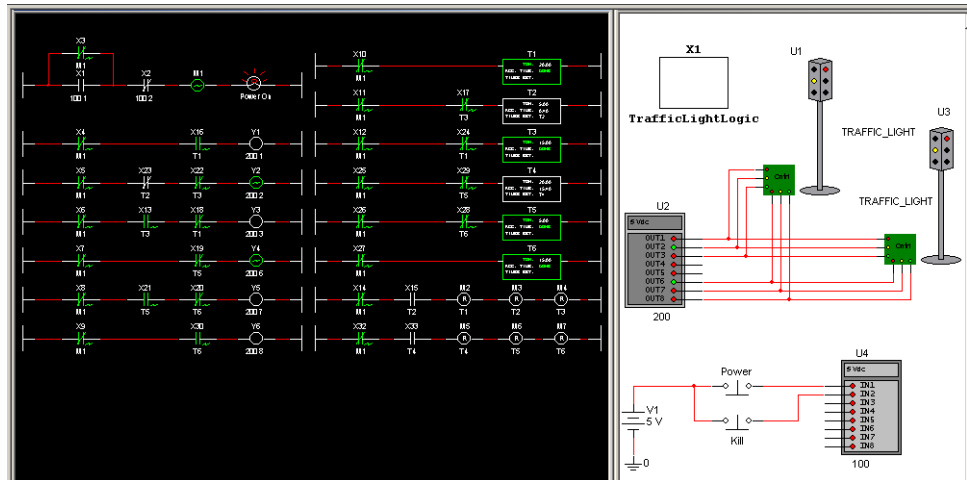 X3
M1
X1
100 1
X2
100 2
M1
Power On
X4
M1
X16
T1
Y1
200 1
X5
M1
X23
T2
X22
T3
Y2
200 2
X6
M1
X13
T3
X18
T1
Y3
200 3
X7
M1
X19
T5
Y4
200 6
X8
M1
X21
T5
X20
T6
Y5
200 7
X9
M1
X30
T6
Y6
200 8
X10
M1
T1
X11
M1
X17
T3
T2
X12
M1
X24
T1
T3
X25
M1
X29
T5
T4
X26
M1
X28
T6
T5
X27
M1
T6
X14
M1
X15
T2
M2
R
T1
M3
R
T2
M4
R
T3
X32
M1
X33
T4
M5
R
T4
M6
R
T5
M7
R
T6
X1
TrafficLightLogic
U1
TRAFFIC_LIGHT
U3
TRAFFIC_LIGHT
U2
5 Vdc
OUT1
OUT2
OUT3
OUT4
OUT5
OUT6
OUT7
OUT8
200
U4
5 Vdc
IN1
IN2
IN3
IN4
IN5
IN6
IN7
IN8
100
Power
Kill
V1
5 V
0